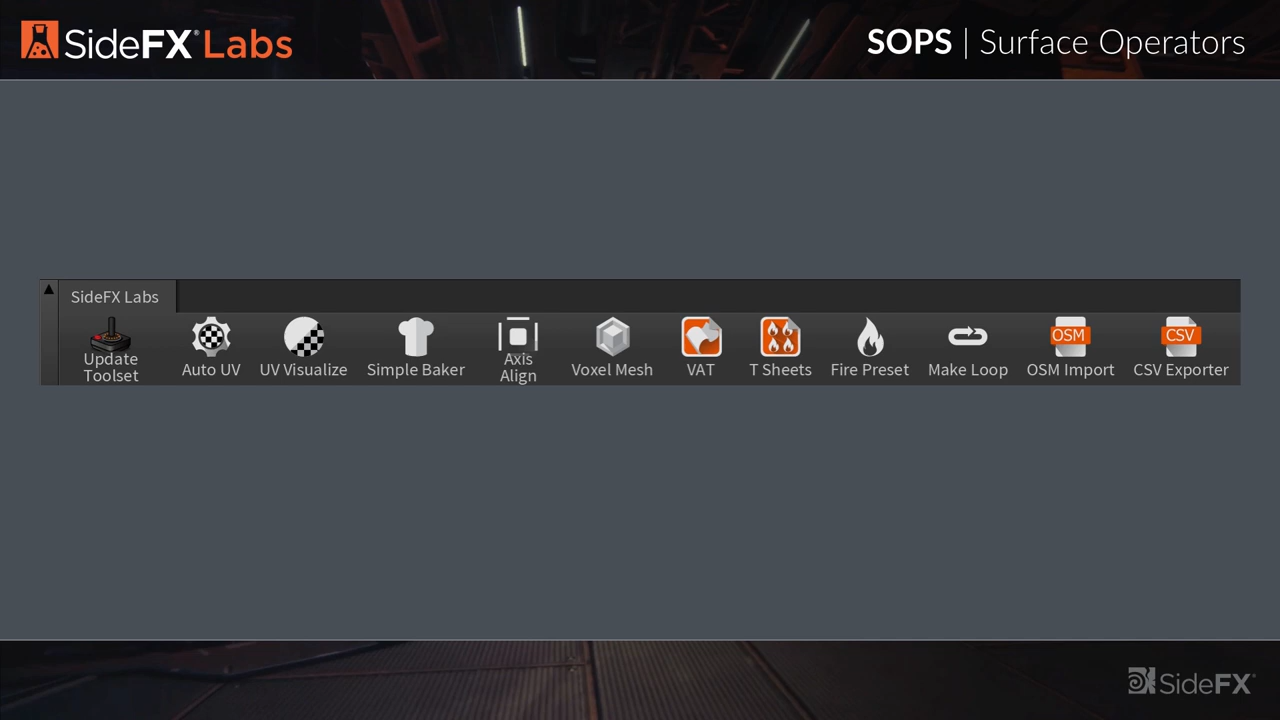 SideFX® Labs
SOPS | Surface Operators
SideFX Labs
Update
Toolset
Auto UV
UV Visualize
Simple Baker
Axis
Align
Voxel Mesh
VAT
T Sheets
Fire Preset
Make Loop
OSM
OSM Import
CSV
CSV Exporter
SideFX®